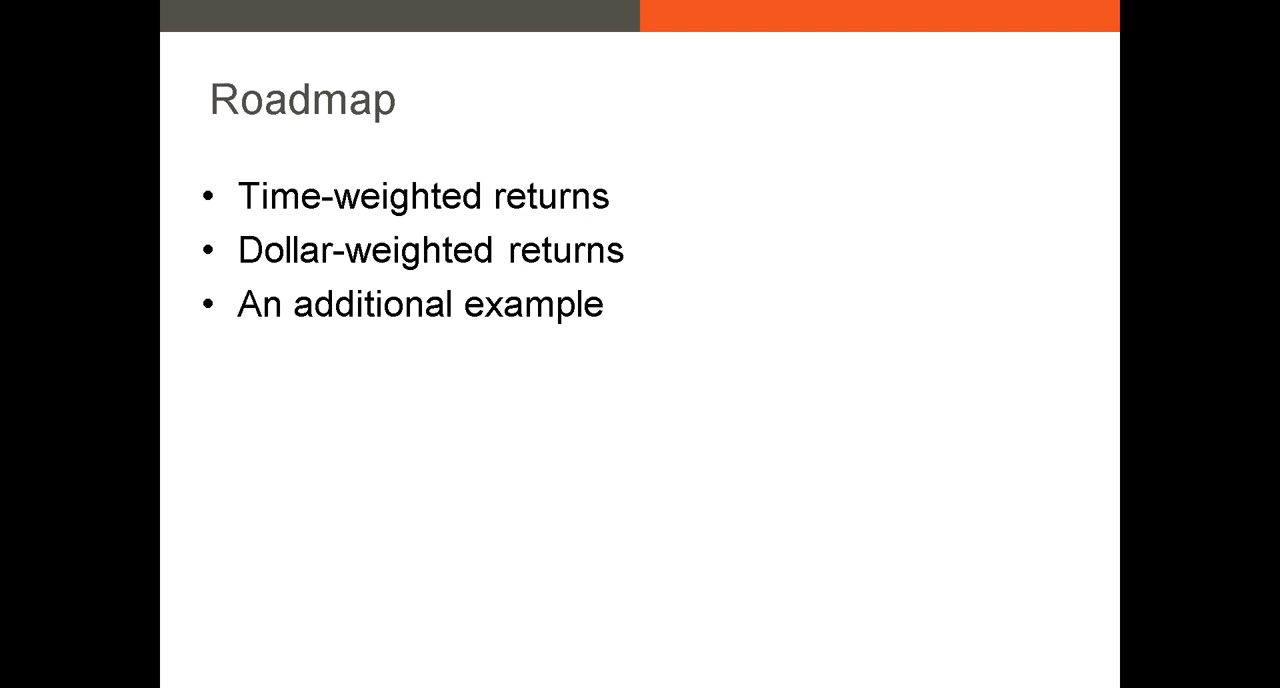 Roadmap
• Time-weighted returns
• Dollar-weighted returns
• An additional example